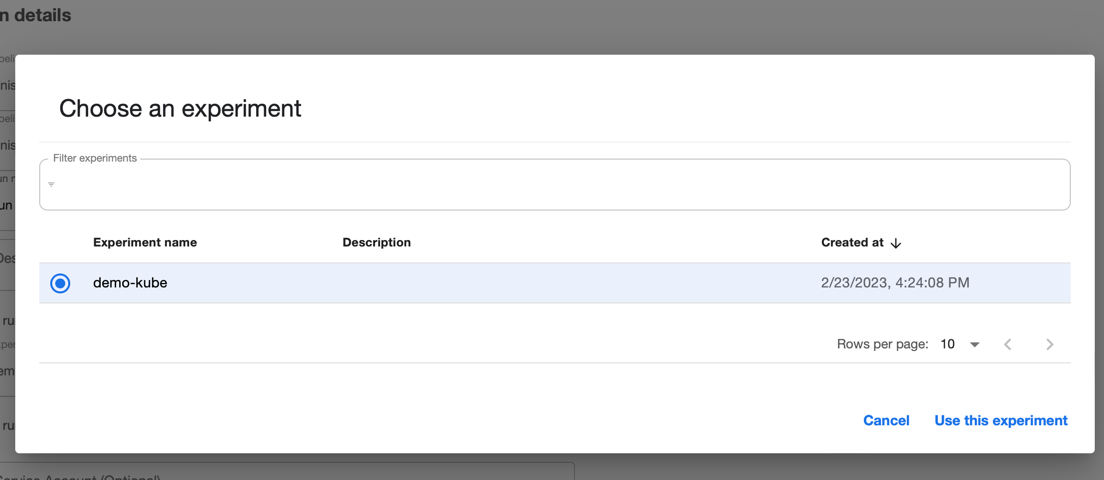 n details
Choose an experiment
Filter experiments
Experiment name Description Created at
demo-kube 2/23/2023, 4:24:08 PM
Rows per page: 10
Cancel Use this experiment
Service Account (Optional)